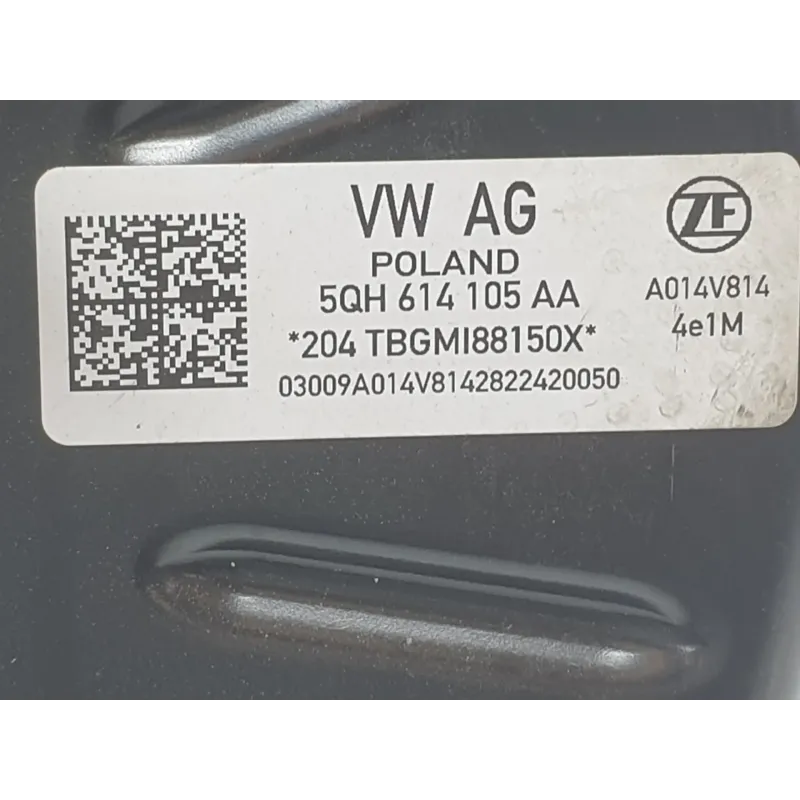 VW AG
POLAND
5QH 614 105 AA
*204 TBGMI88150X*
03009A014V8142822420050
ZF
A014V814
4e1M